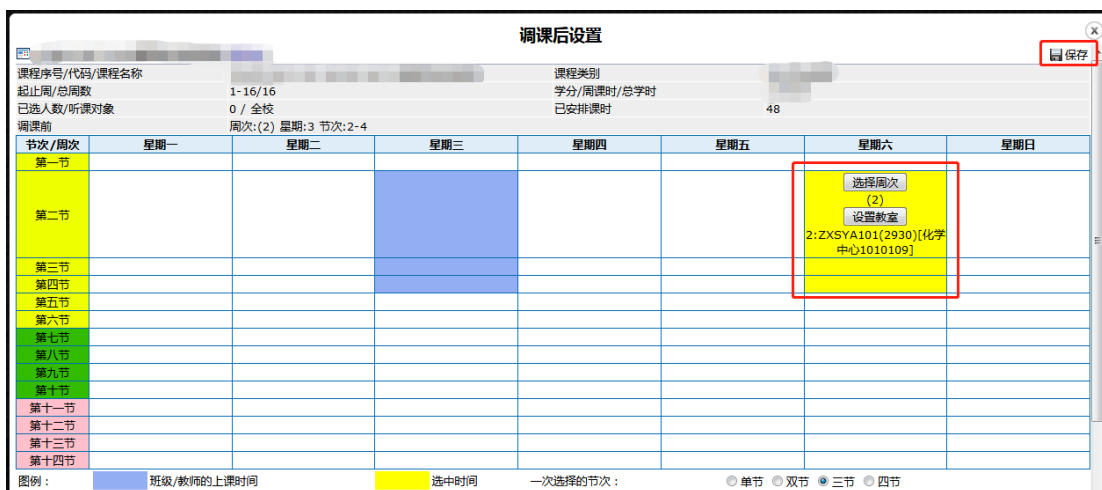 调课后设置
保存
课程序号/代码/课程名称 课程类别
起止周/总周数 1-16/16 学分/周课时/总学时
已选人数/听课对象 0 / 全校 已安排课时 48
调课前 周次:(2) 星期:3 节次:2-4
节次/周次 星期一 星期二 星期三 星期四 星期五 星期六 星期日
第一节
第二节
选择周次
(2)
设置教室
2:ZXSYA101(2930)[化学
中心1010109]
第三节
第四节
第五节
第六节
第七节
第八节
第九节
第十节
第十一节
第十二节
第十三节
第十四节
图例： 班级/教师的上课时间 选中时间 一次选择的节次： 单节 双节 三节 四节